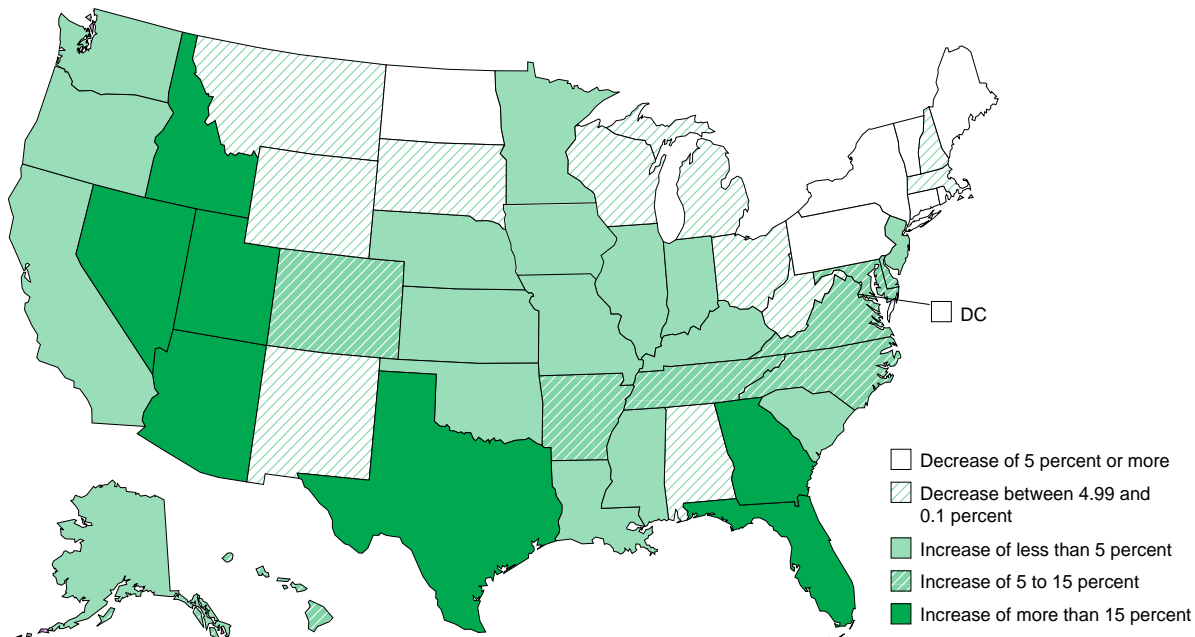 DC
Decrease of 5 percent or more
Decrease between 4.99 and
0.1 percent
Increase of less than 5 percent
Increase of 5 to 15 percent
Increase of more than 15 percent